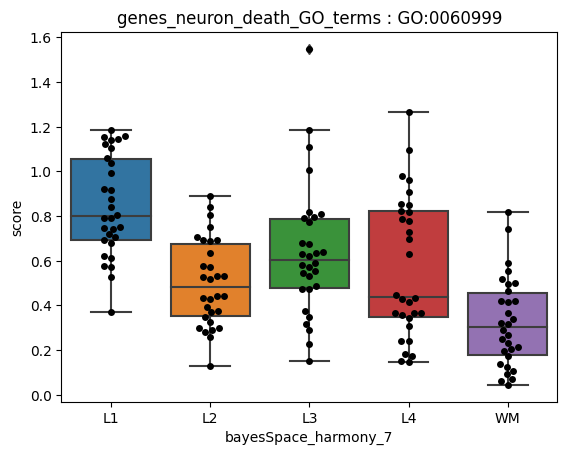 genes_neuron_death_GO_terms : GO:0060999
score
1.6
1.4
1.2
1.0
0.8
0.6
0.4
0.2
0.0
L1 L2 L3 L4 WM
bayesSpace_harmony_7